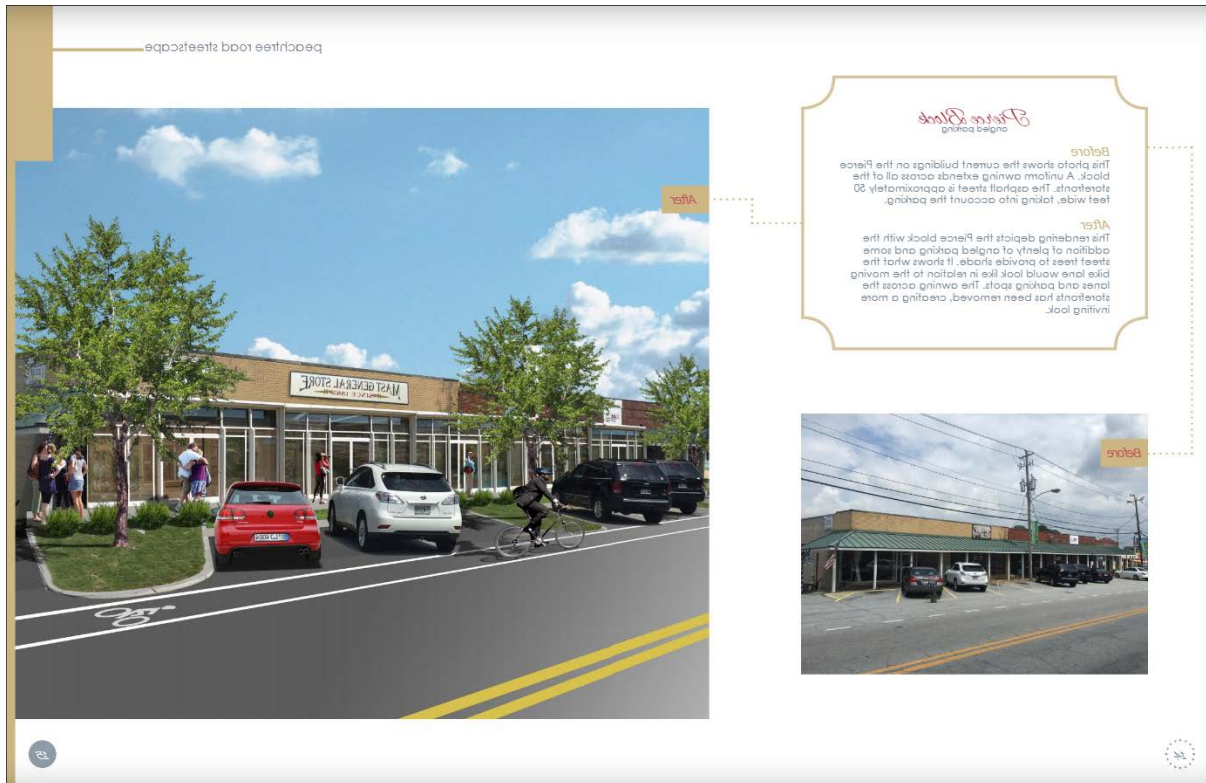 peachtree road streetscape
Pierce Block
angled parking
Before
This photo shows the current buildings on the Pierce
block. A uniform awning extends across all of the
storefronts. The asphalt street is approximately 50
feet wide, taking into account the parking.
After
This rendering depicts the Pierce block with the
addition of plenty of angled parking and some
street trees to provide shade. It shows what the
bike lane would look like in relation to the moving
lanes and parking spots. The awning across the
storefronts has been removed, creating a more
inviting look.
Before
After
MAST GENERAL STORE
SINCE 1883
14
15